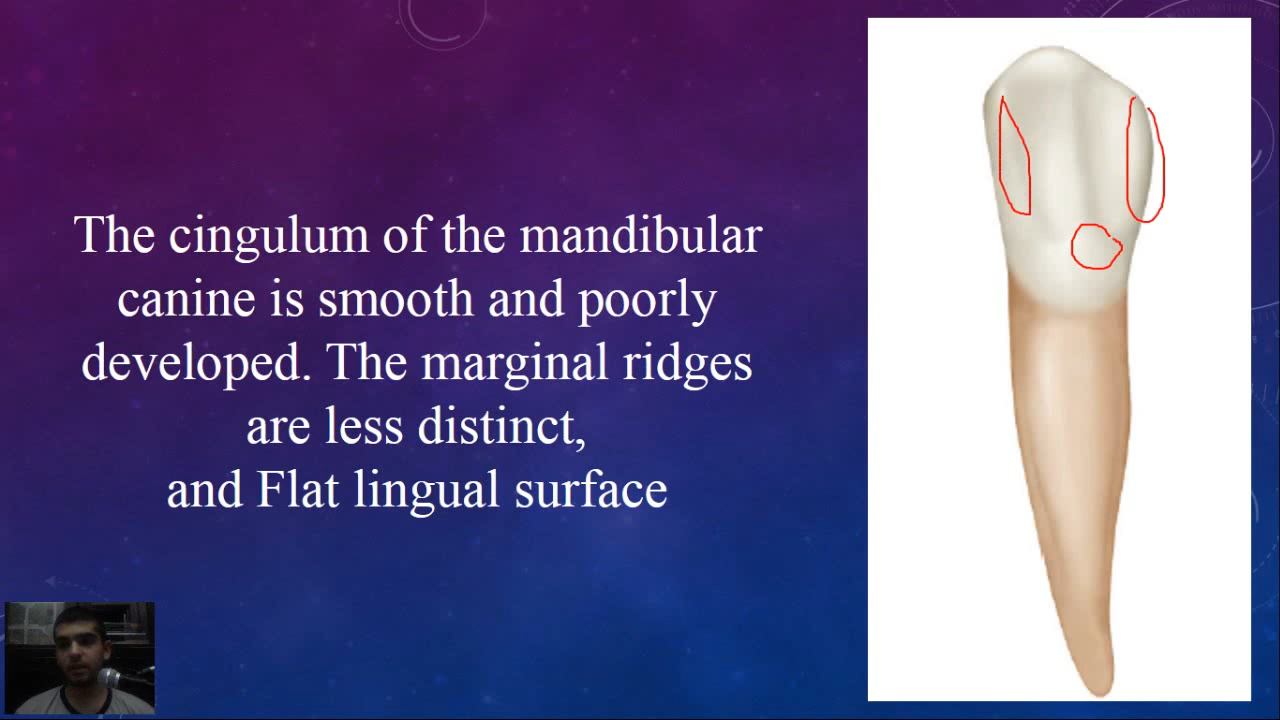 The cingulum of the mandibular
canine is smooth and poorly
developed. The marginal ridges
are less distinct,
and Flat lingual surface